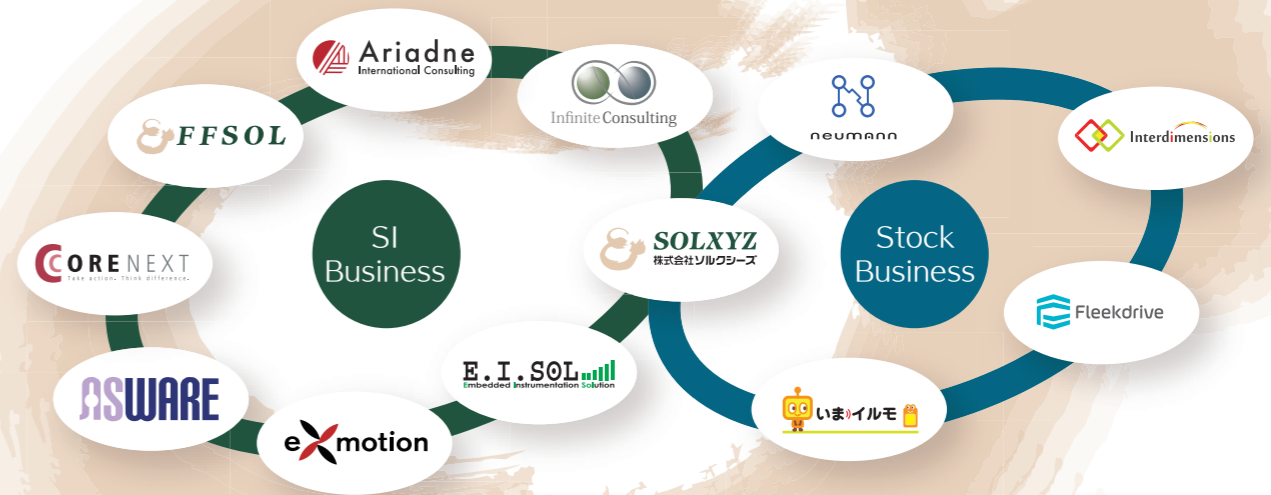 Ariadne
International Consulting
Infinite Consulting
neumann
Interdimensions
FFSOL
CORENEXT
Take action. Think difference.
SI
Business
SOLXYZ
株式会社ソルクシーズ
Stock
Business
Fleekdrive
ASWARE
eXmotion
E.I.SOL
Embedded Instrumentation Solution
いまイルモ